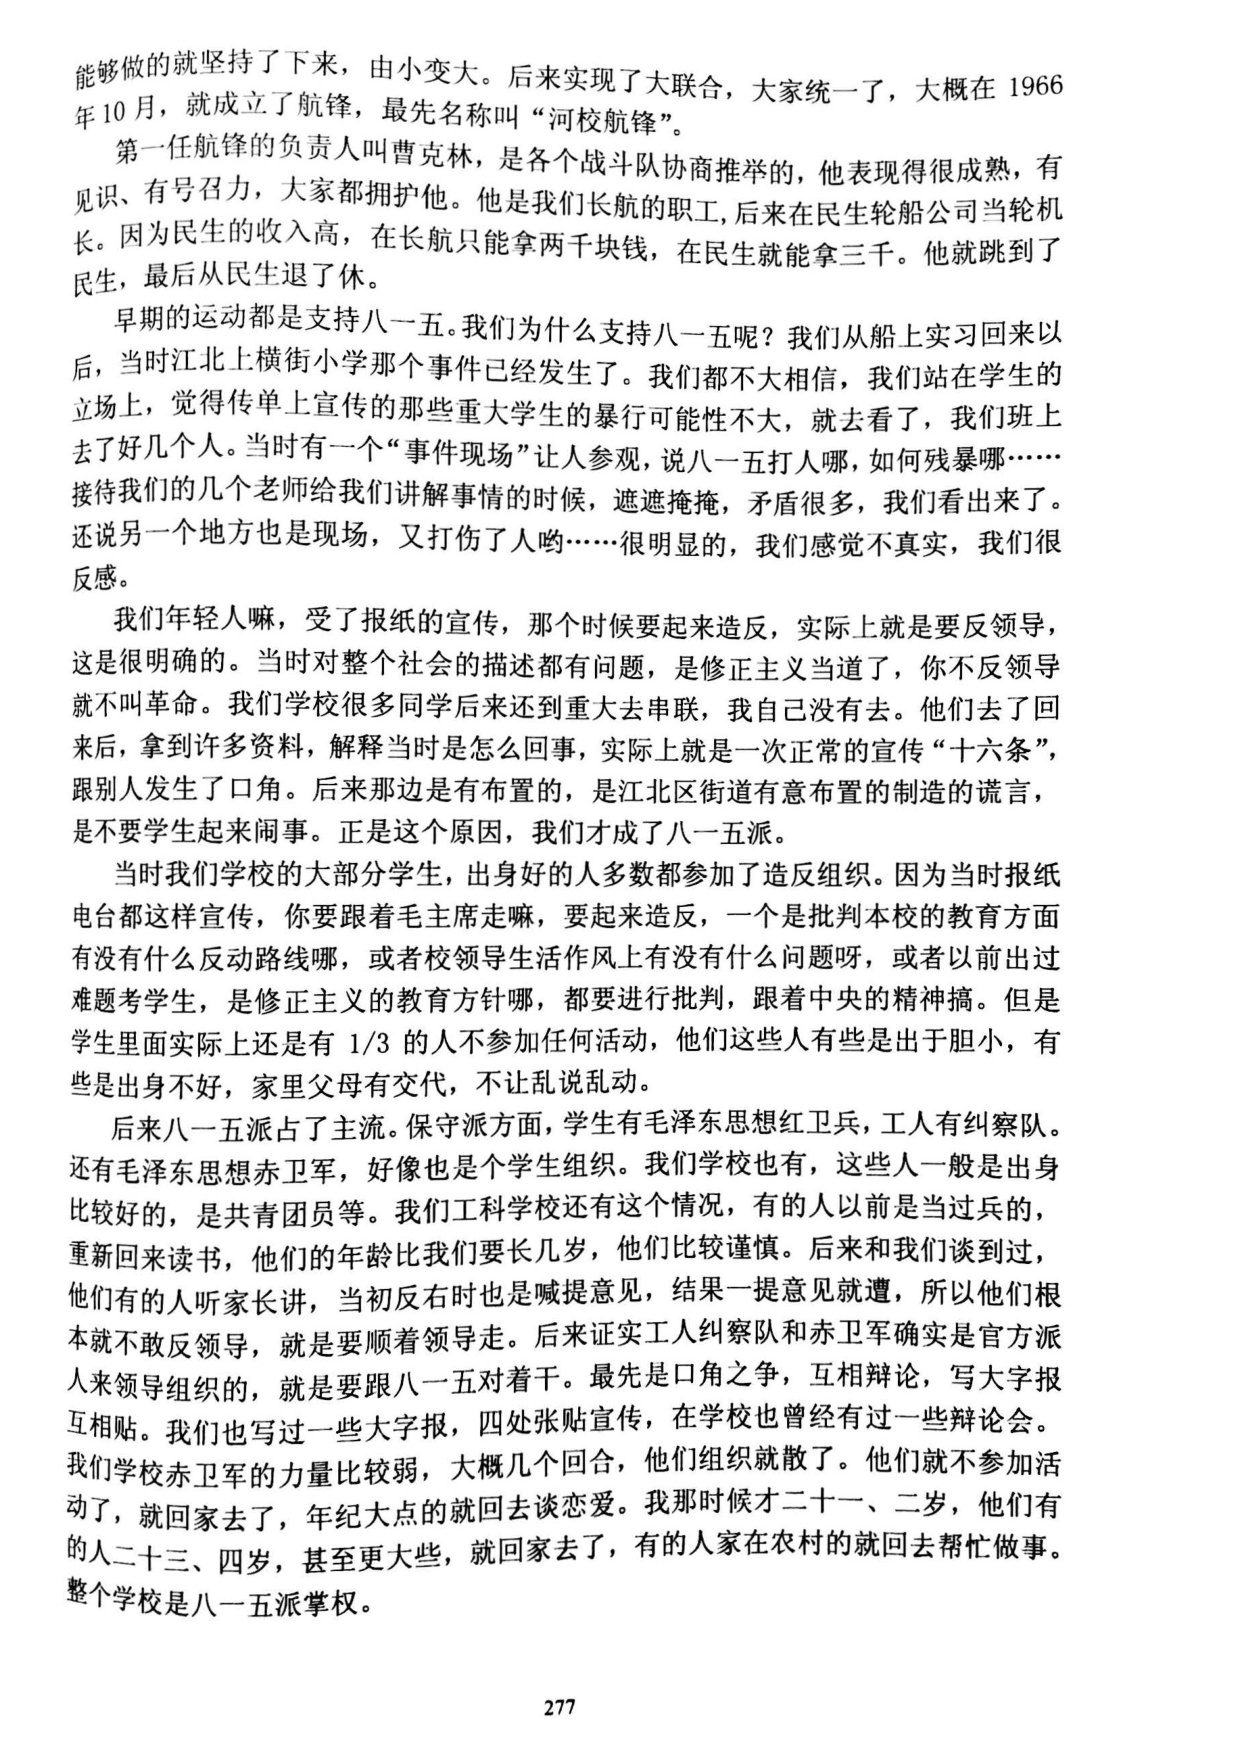 能够做的就坚持了下来，由小变大。后来实现了大联合，大家统一了，大概在 1966
年10月，就成立了航锋，最先名称叫“河校航锋”。
第一任航锋的负责人叫曹克林，是各个战斗队协商推举的，他表现得很成熟，有
见识、有号召力，大家都拥护他。他是我们长航的职工,后来在民生轮船公司当轮机
长。因为民生的收入高，在长航只能拿两千块钱，在民生就能拿三千。他就跳到了
民生，最后从民生退了休。
早期的运动都是支持八一五。我们为什么支持八一五呢？我们从船上实习回来以
后，当时江北上横街小学那个事件已经发生了。我们都不大相信，我们站在学生的
立场上，觉得传单上宣传的那些重大学生的暴行可能性不大，就去看了，我们班上
去了好几个人。当时有一个“事件现场”让人参观，说八一五打人哪，如何残暴哪……
接待我们的几个老师给我们讲解事情的时候，遮遮掩掩，矛盾很多，我们看出来了。
还说另一个地方也是现场，又打伤了人哟……很明显的，我们感觉不真实，我们很
反感。
我们年轻人嘛，受了报纸的宣传，那个时候要起来造反，实际上就是要反领导，
这是很明确的。当时对整个社会的描述都有问题，是修正主义当道了，你不反领导
就不叫革命。我们学校很多同学后来还到重大去串联，我自己没有去。他们去了回
来后，拿到许多资料，解释当时是怎么回事，实际上就是一次正常的宣传“十六条”，
跟别人发生了口角。后来那边是有布置的，是江北区街道有意布置的制造的谎言，
是不要学生起来闹事。正是这个原因，我们才成了八一五派。
当时我们学校的大部分学生，出身好的人多数都参加了造反组织。因为当时报纸
电台都这样宣传，你要跟着毛主席走嘛，要起来造反，一个是批判本校的教育方面
有没有什么反动路线哪，或者校领导生活作风上有没有什么问题呀，或者以前出过
难题考学生，是修正主义的教育方针哪，都要进行批判，跟着中央的精神搞。但是
学生里面实际上还是有 1/3 的人不参加任何活动，他们这些人有些是出于胆小，有
些是出身不好，家里父母有交代，不让乱说乱动。
后来八一五派占了主流。保守派方面，学生有毛泽东思想红卫兵，工人有纠察队。
还有毛泽东思想赤卫军，好像也是个学生组织。我们学校也有，这些人一般是出身
比较好的，是共青团员等。我们工科学校还有这个情况，有的人以前是当过兵的，
重新回来读书，他们的年龄比我们要长几岁，他们比较谨慎。后来和我们谈到过，
他们有的人听家长讲，当初反右时也是喊提意见，结果一提意见就遭，所以他们根
本就不敢反领导，就是要顺着领导走。后来证实工人纠察队和赤卫军确实是官方派
人来领导组织的，就是要跟八一五对着干。最先是口角之争，互相辩论，写大字报
互相贴。我们也写过一些大字报，四处张贴宣传，在学校也曾经有过一些辩论会。
我们学校赤卫军的力量比较弱，大概几个回合，他们组织就散了。他们就不参加活
动了，就回家去了，年纪大点的就回去谈恋爱。我那时候才二十一、二岁，他们有
的人二十三、四岁，甚至更大些，就回家去了，有的人家在农村的就回去帮忙做事。
整个学校是八一五派掌权。
277